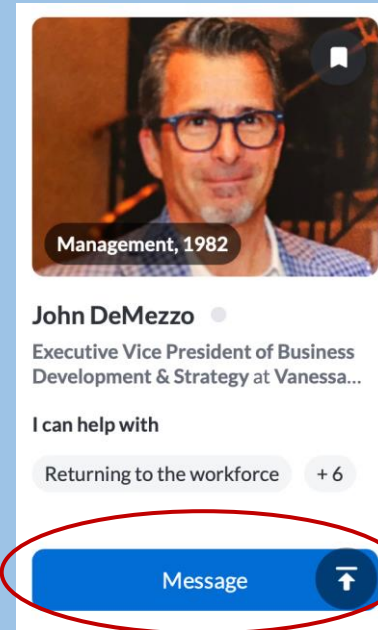 Management, 1982
John DeMezzo
Executive Vice President of Business
Development & Strategy at Vanessa...
I can help with
Returning to the workforce + 6
Message